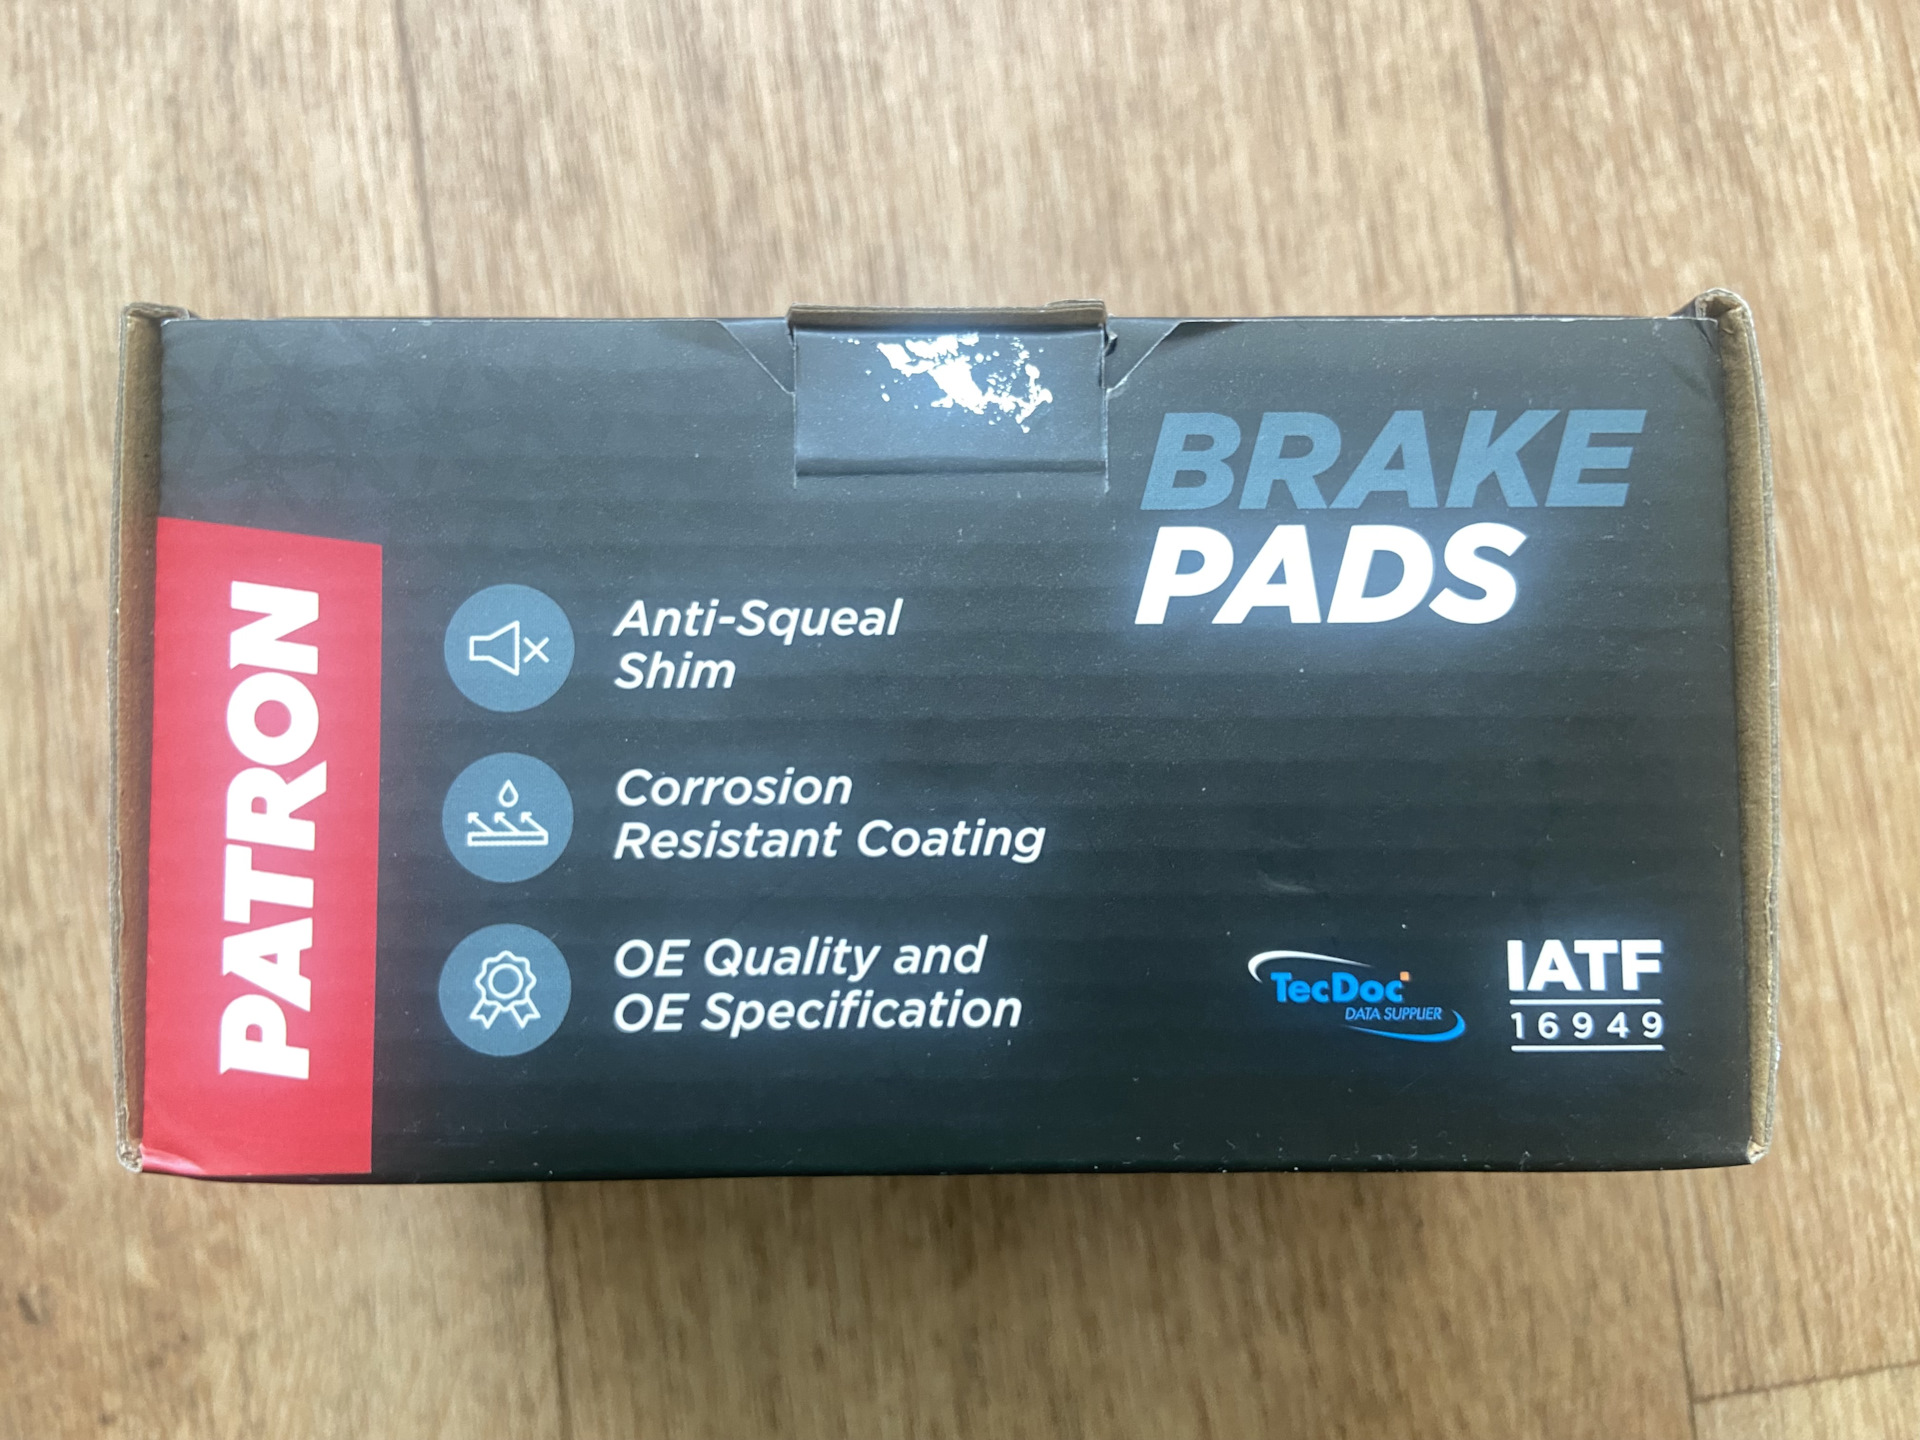 PATRON
BRAKE
PADS
Anti-Squeal
Shim
Corrosion
Resistant Coating
OE Quality and
OE Specification
TecDoc
DATA SUPPLIER
IATF
16949